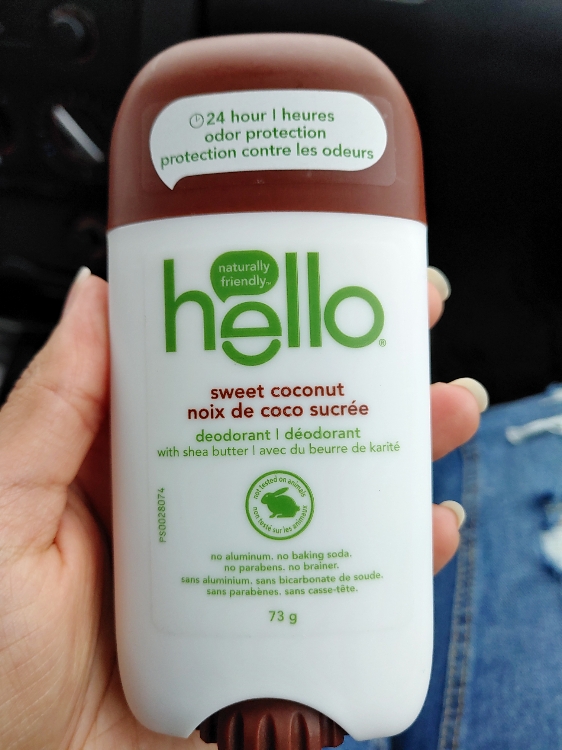 24 hour | heures
odor protection
protection contre les odeurs
naturally
friendly™
hello®
sweet coconut
noix de coco sucrée
deodorant | déodorant
with shea butter | avec du beurre de karité
not tested on animals
non testé sur les animaux
PS0028074
no aluminum. no baking soda.
no parabens. no brainer.
sans aluminium. sans bicarbonate de soude.
sans parabènes. sans casse-tête.
73 g